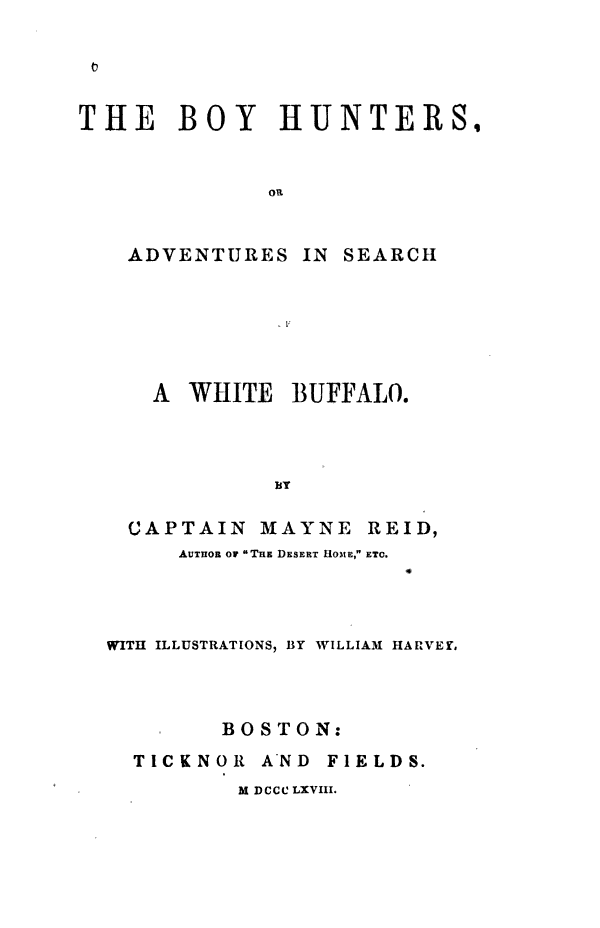 THE BOY HUNTERS,
OR
ADVENTURES IN SEARCH
A WHITE BUFFALO.
BY
CAPTAIN MAYNE REID,
AUTHOR OF "THE DESERT HOME," ETC.
WITH ILLUSTRATIONS, BY WILLIAM HARVEY.
BOSTON:
TICKNOR AND FIELDS.
M DCCC LXVIII.